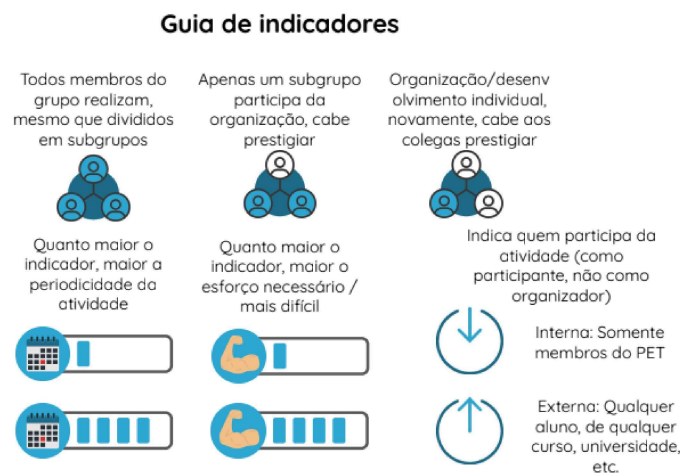 Guia de indicadores
Todos membros do
grupo realizam,
mesmo que divididos
em subgrupos
Apenas um subgrupo
participa da
organização, cabe
prestigiar
Organização/desenv
olvimento individual,
novamente, cabe aos
colegas prestigiar
Quanto maior o
indicador, maior a
periodicidade da
atividade
Quanto maior o
indicador, maior o
esforço necessário /
mais difícil
Indica quem participa da
atividade (como
participante, não como
organizador)
Interna: Somente
membros do PET
Externa: Qualquer
aluno, de qualquer
curso, universidade,
etc.